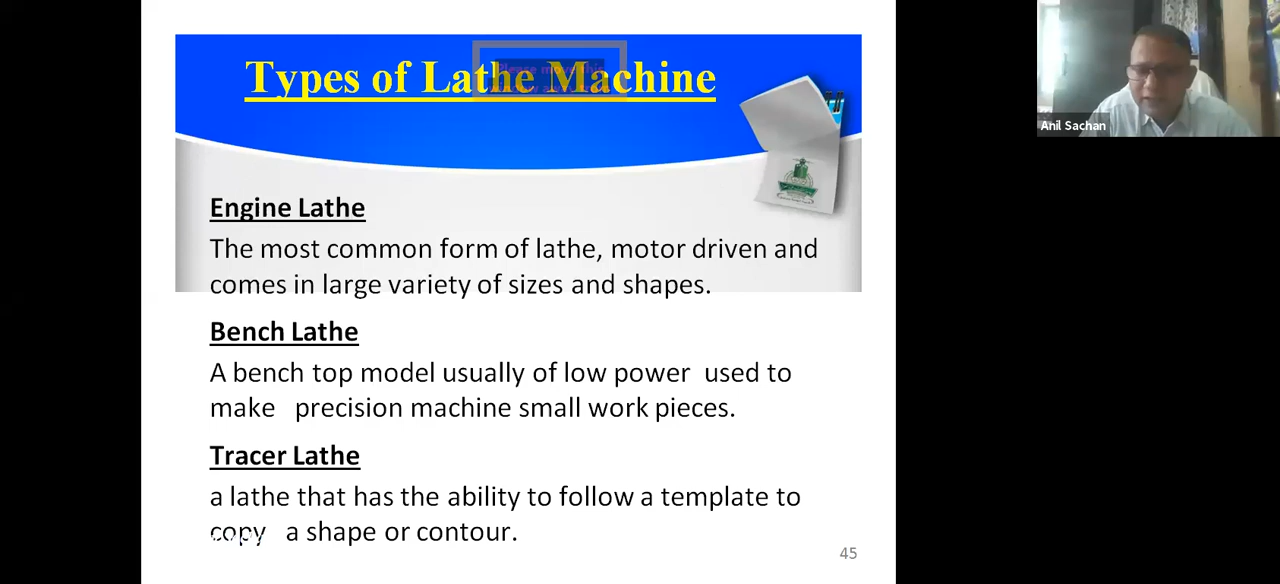 Types of Lathe Machine
Engine Lathe
The most common form of lathe, motor driven and
comes in large variety of sizes and shapes.
Bench Lathe
A bench top model usually of low power used to
make precision machine small work pieces.
Tracer Lathe
a lathe that has the ability to follow a template to
copy a shape or contour.
45
Anil Sachan